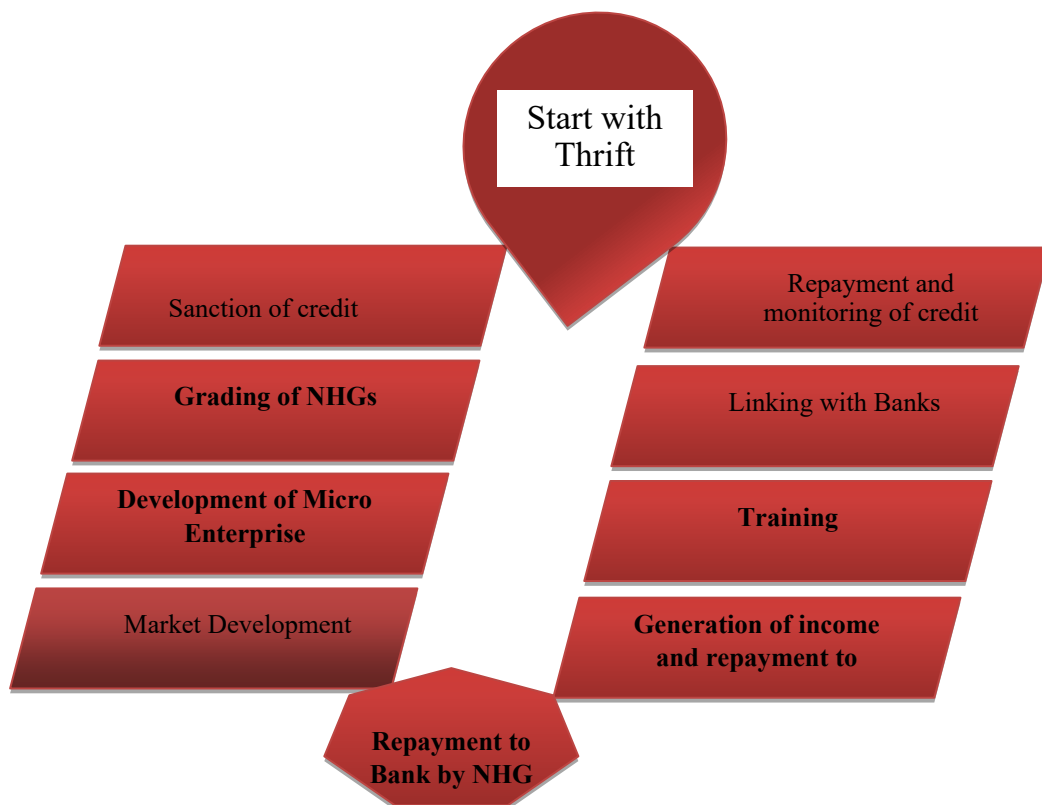 Start with
Thrift
Sanction of credit
Repayment and
monitoring of credit
Grading of NHGs
Linking with Banks
Development of Micro
Enterprise
Training
Market Development
Generation of income
and repayment to
Repayment to
Bank by NHG